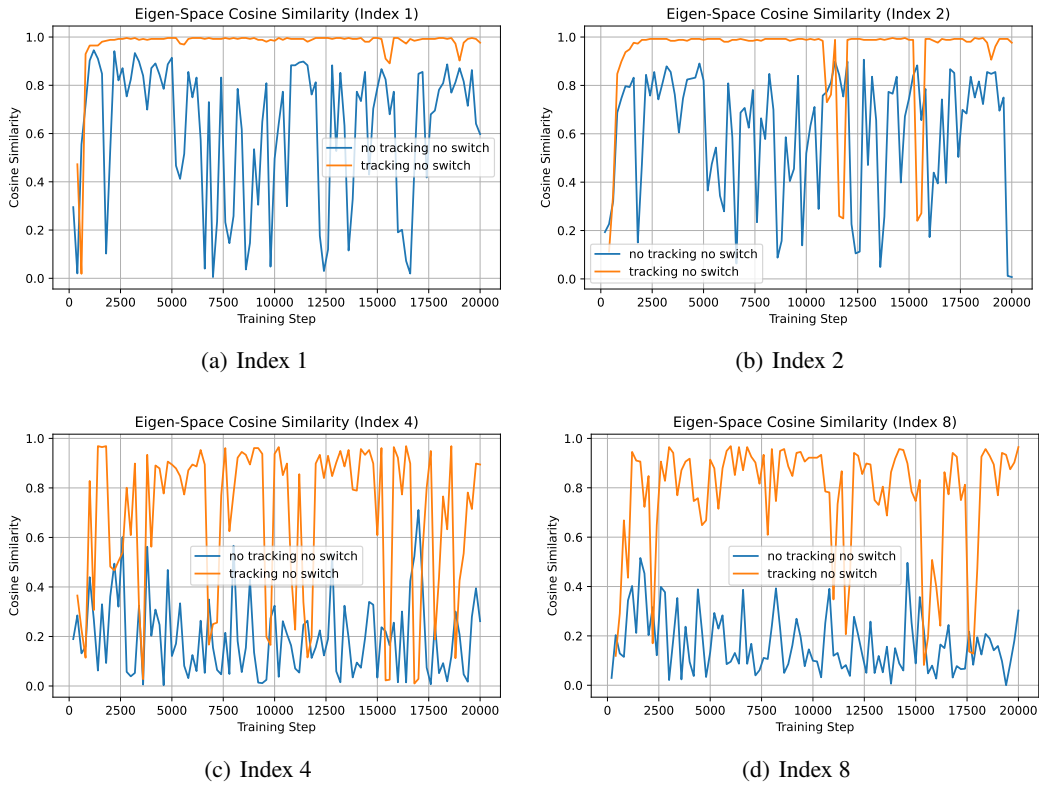 Eigen-Space Cosine Similarity (Index 1)
1.0
0.8
0.6
0.4
0.2
0.0
Cosine Similarity
no tracking no switch
tracking no switch
0 2500 5000 7500 10000 12500 15000 17500 20000
Training Step
(a) Index 1
Eigen-Space Cosine Similarity (Index 2)
1.0
0.8
0.6
0.4
0.2
0.0
Cosine Similarity
no tracking no switch
tracking no switch
0 2500 5000 7500 10000 12500 15000 17500 20000
Training Step
(b) Index 2
Eigen-Space Cosine Similarity (Index 4)
1.0
0.8
0.6
0.4
0.2
0.0
Cosine Similarity
no tracking no switch
tracking no switch
0 2500 5000 7500 10000 12500 15000 17500 20000
Training Step
(c) Index 4
Eigen-Space Cosine Similarity (Index 8)
1.0
0.8
0.6
0.4
0.2
0.0
Cosine Similarity
no tracking no switch
tracking no switch
0 2500 5000 7500 10000 12500 15000 17500 20000
Training Step
(d) Index 8